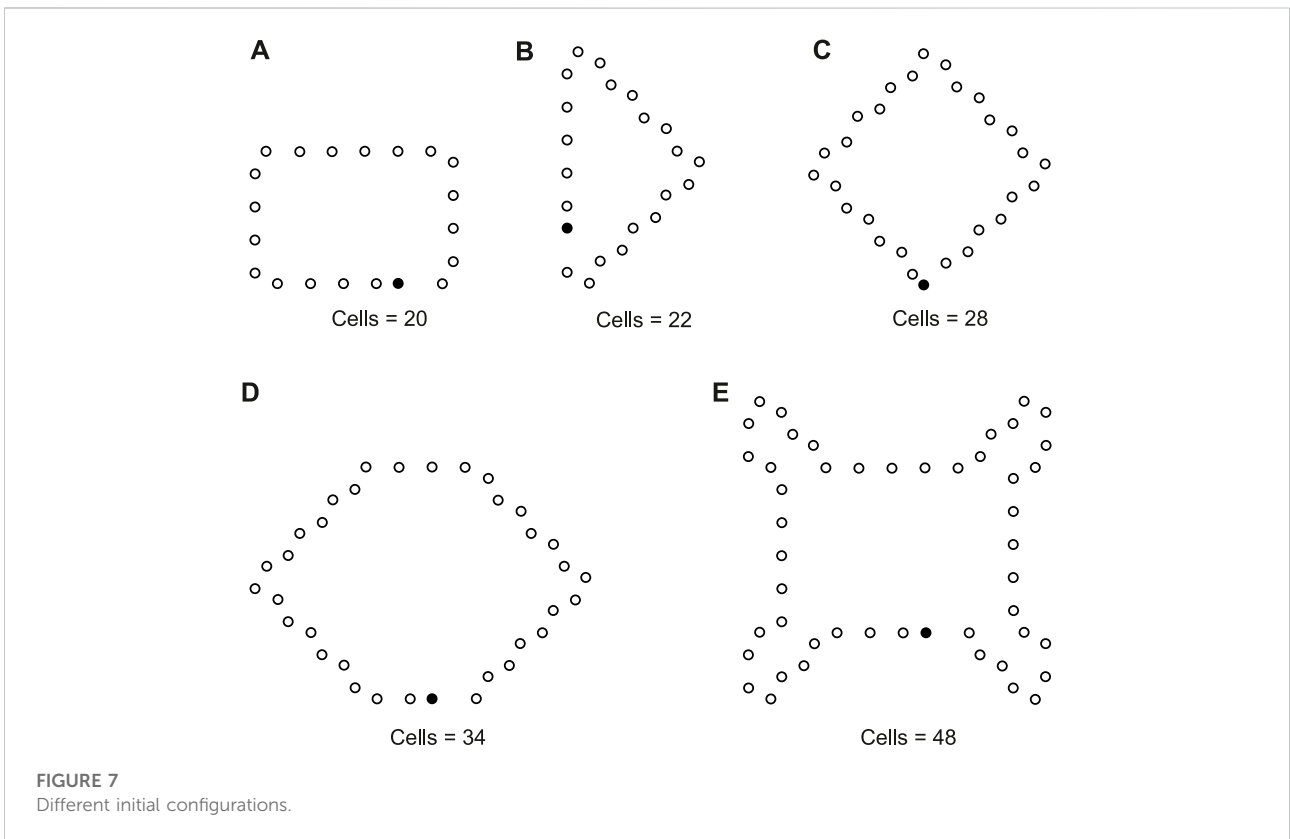 A
B
C
Cells = 20
Cells = 22
Cells = 28
D
E
Cells = 34
Cells = 48
FIGURE 7
Different initial configurations.